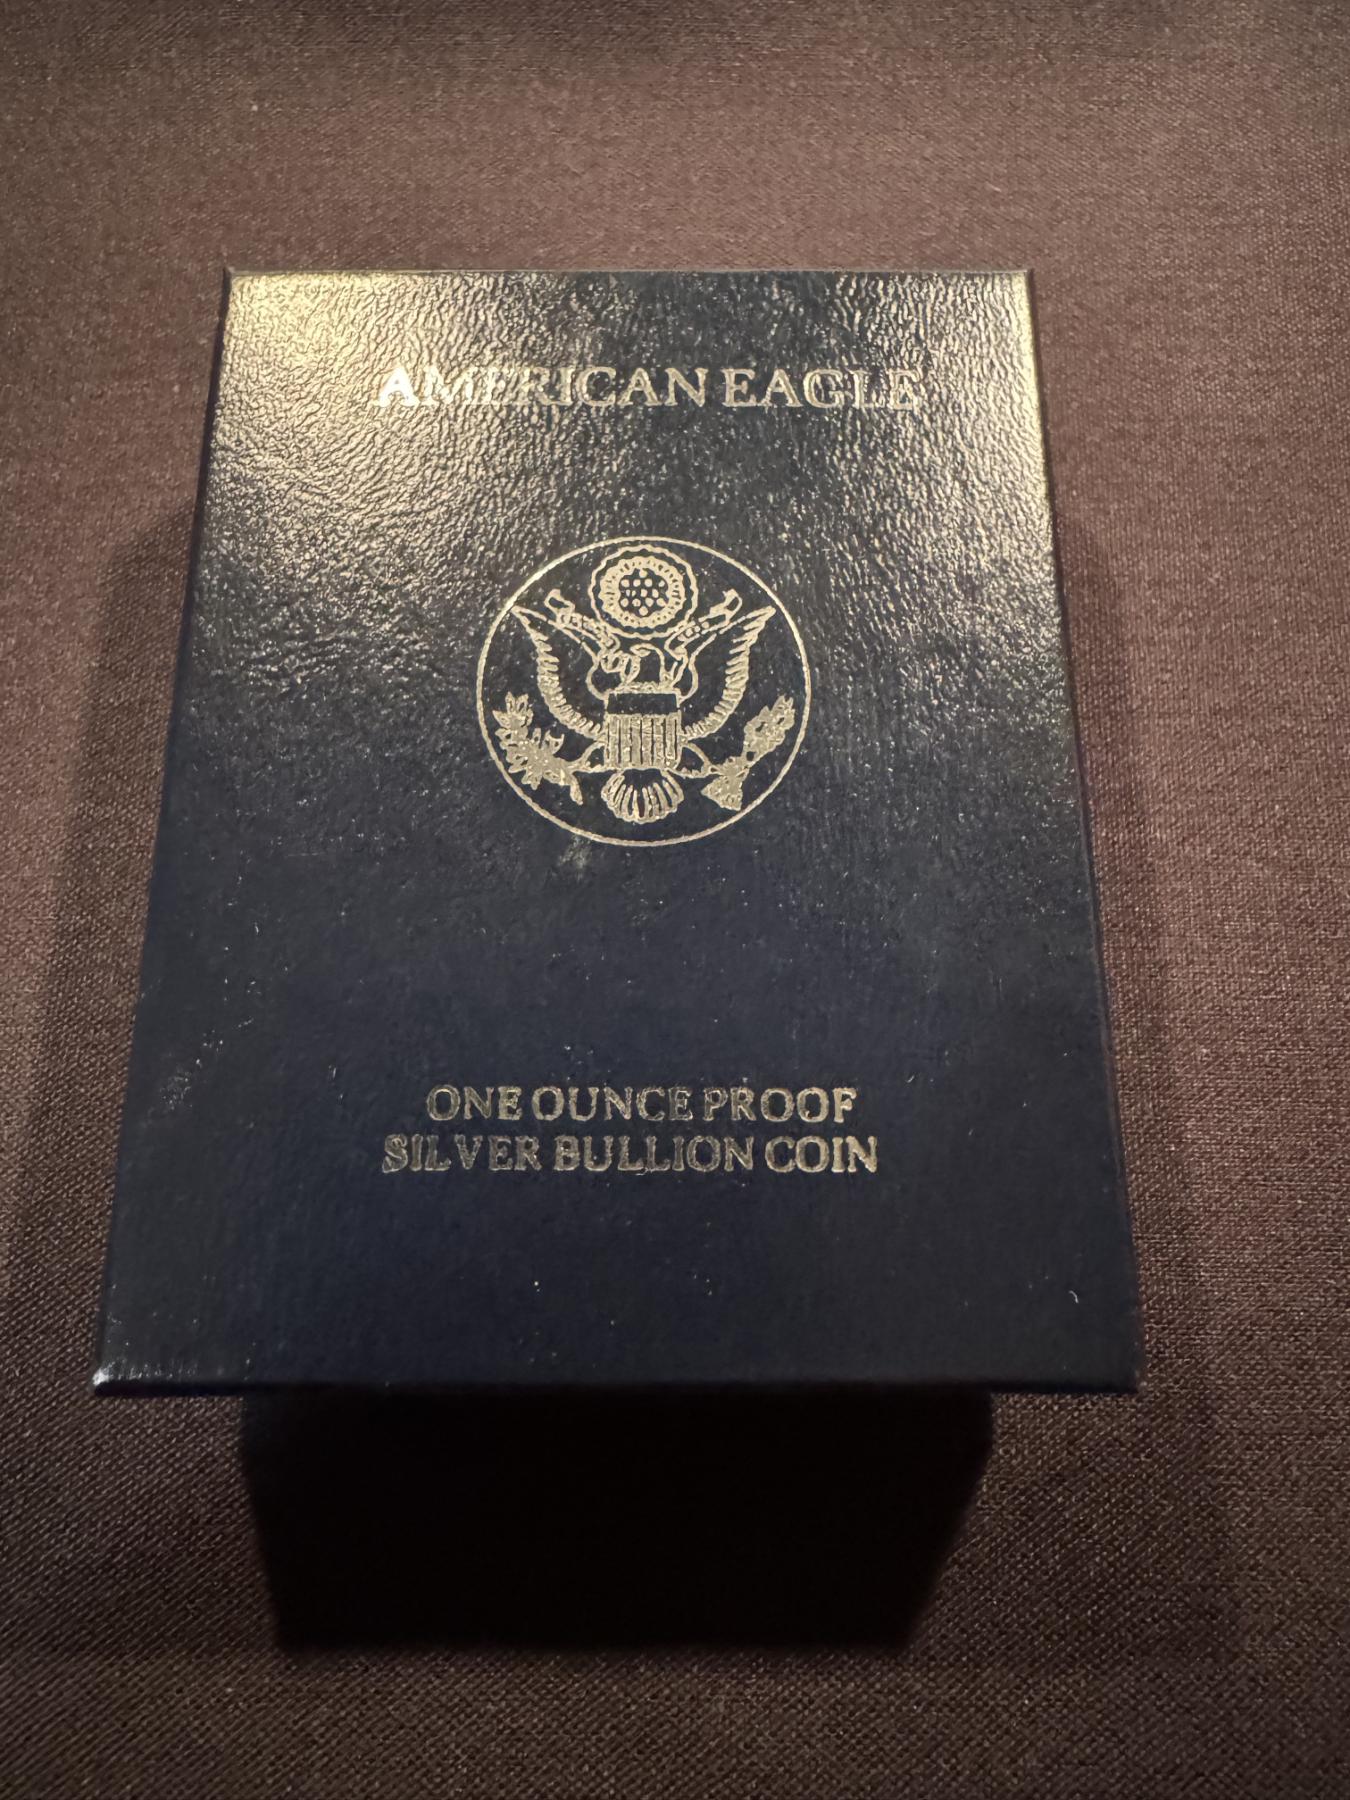 AMERICAN EAGLE
ONE OUNCE PROOF
SILVER BULLION COIN